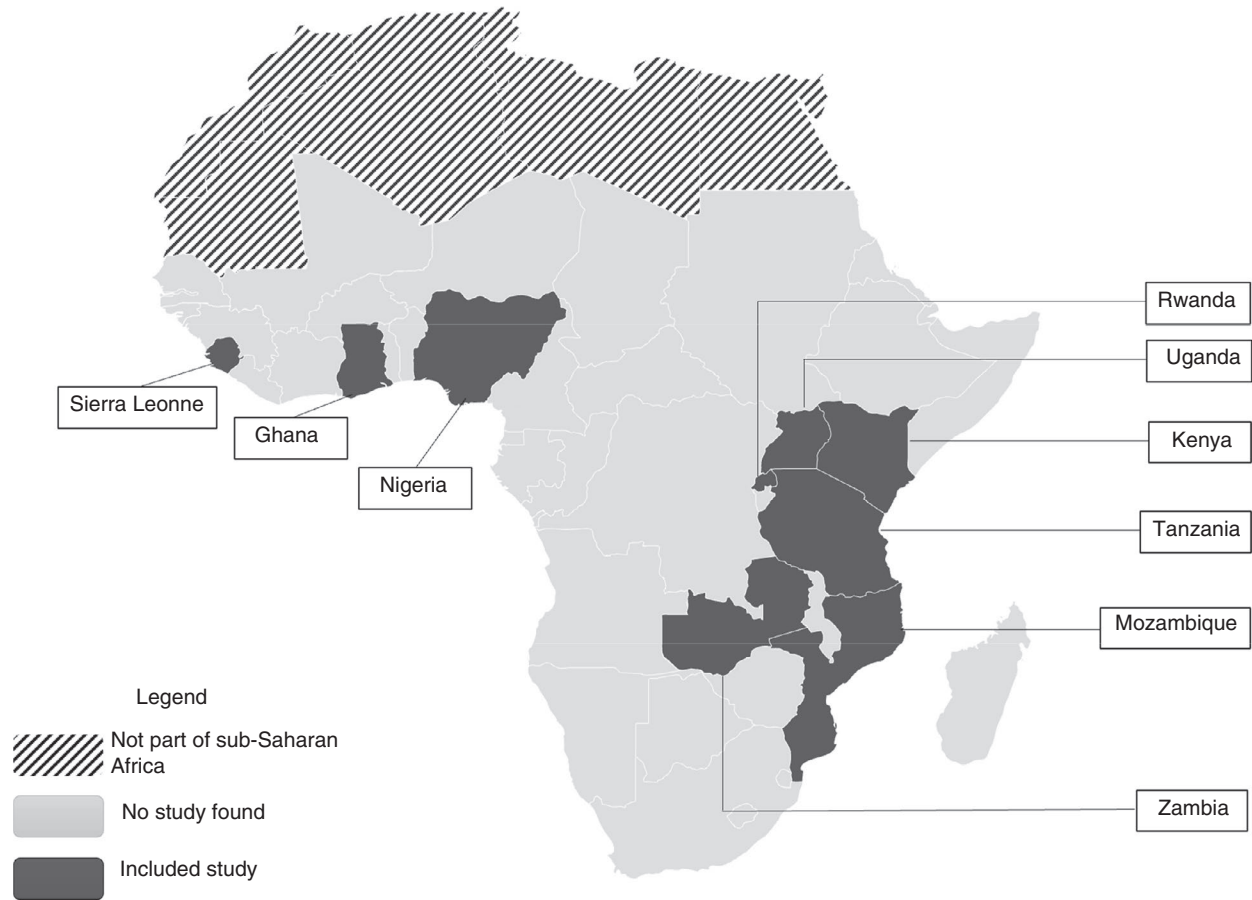 Rwanda
Uganda
Sierra Leonne
Ghana
Kenya
Nigeria
Tanzania
Mozambique
Legend
Not part of sub-Saharan
Africa
No study found
Zambia
Included study